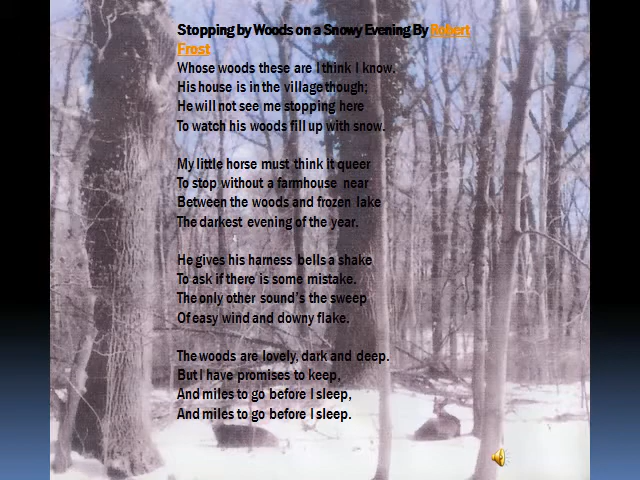 Stopping by Woods on a Snowy Evening By Robert
Frost
Whose woods these are I think I know.
His house is in the village though;
He will not see me stopping here
To watch his woods fill up with snow.
My little horse must think it queer
To stop without a farmhouse near
Between the woods and frozen lake
The darkest evening of the year.
He gives his harness bells a shake
To ask if there is some mistake.
The only other sound's the sweep
Of easy wind and downy flake.
The woods are lovely, dark and deep.
But I have promises to keep,
And miles to go before I sleep,
And miles to go before I sleep.